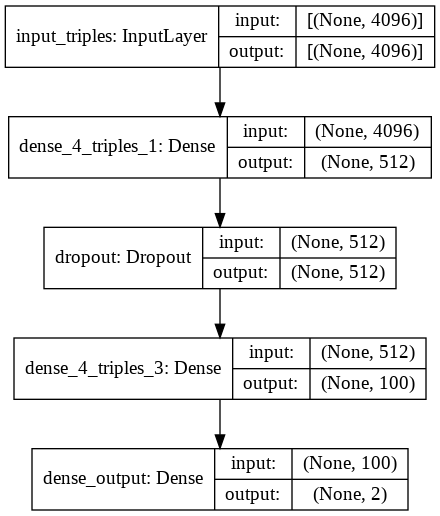 input_triples: InputLayer
input: [(None, 4096)]
output: [(None, 4096)]
dense_4_triples_1: Dense
input: (None, 4096)
output: (None, 512)
dropout: Dropout
input: (None, 512)
output: (None, 512)
dense_4_triples_3: Dense
input: (None, 512)
output: (None, 100)
dense_output: Dense
input: (None, 100)
output: (None, 2)